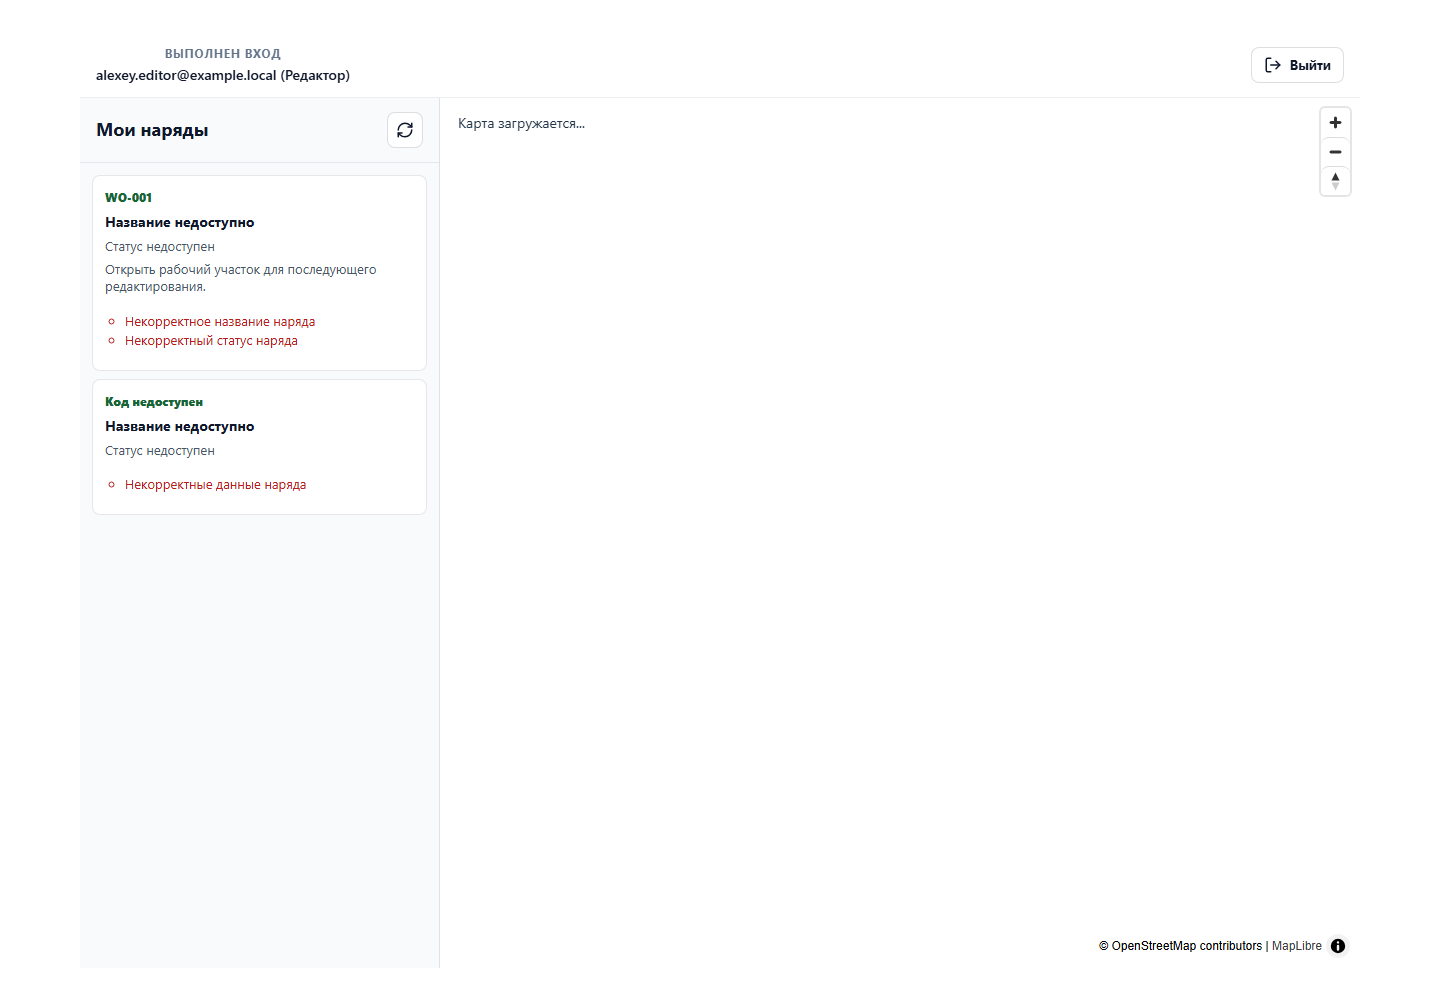 ВЫПОЛНЕН ВХОД
alexey.editor@example.local (Редактор)
Выйти
Мои наряды
WO-001
Название недоступно
Статус недоступен
Открыть рабочий участок для последующего
редактирования.
Некорректное название наряда
Некорректный статус наряда
Код недоступен
Название недоступно
Статус недоступен
Некорректные данные наряда
Карта загружается...
© OpenStreetMap contributors | MapLibre